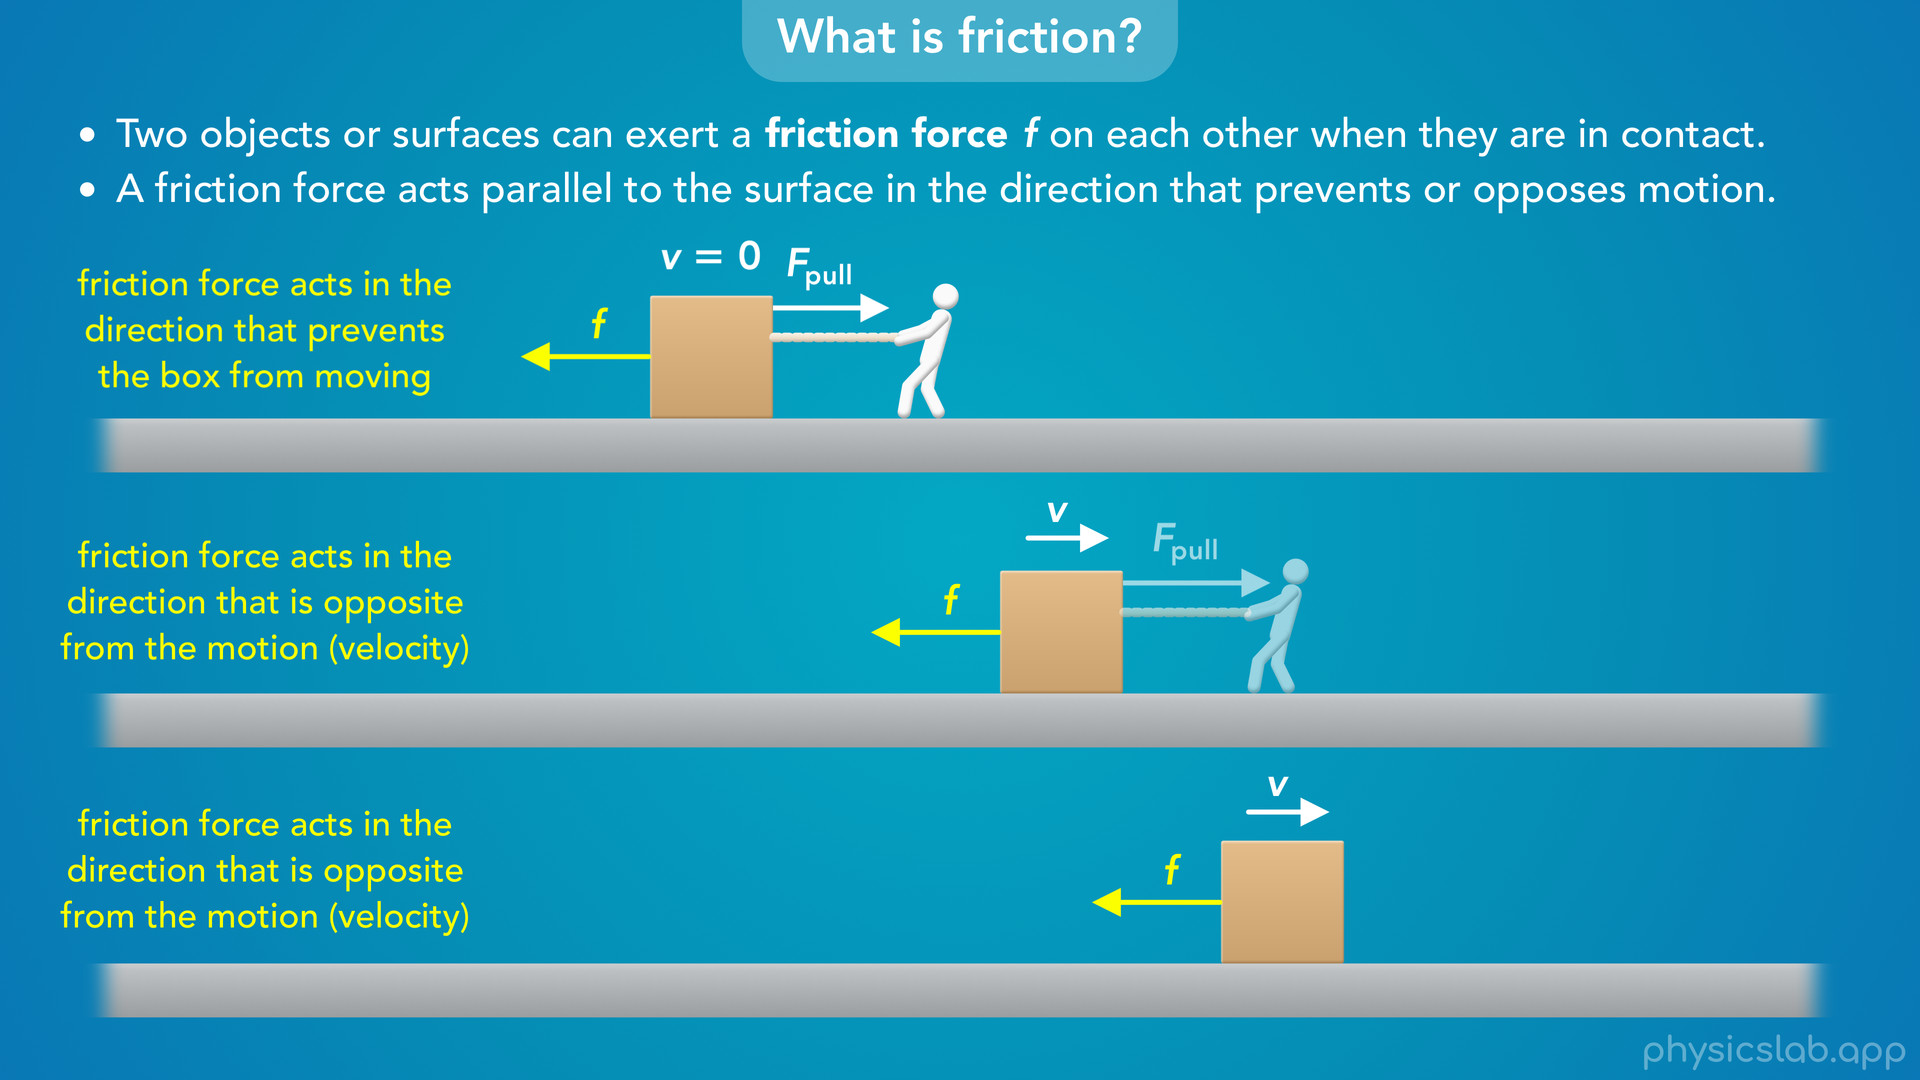 What is friction?
• Two objects or surfaces can exert a friction force f on each other when they are in contact.
• A friction force acts parallel to the surface in the direction that prevents or opposes motion.
friction force acts in the
direction that prevents
the box from moving
v = 0
Fpull
f
friction force acts in the
direction that is opposite
from the motion (velocity)
v
Fpull
f
friction force acts in the
direction that is opposite
from the motion (velocity)
v
f
physicslab.app